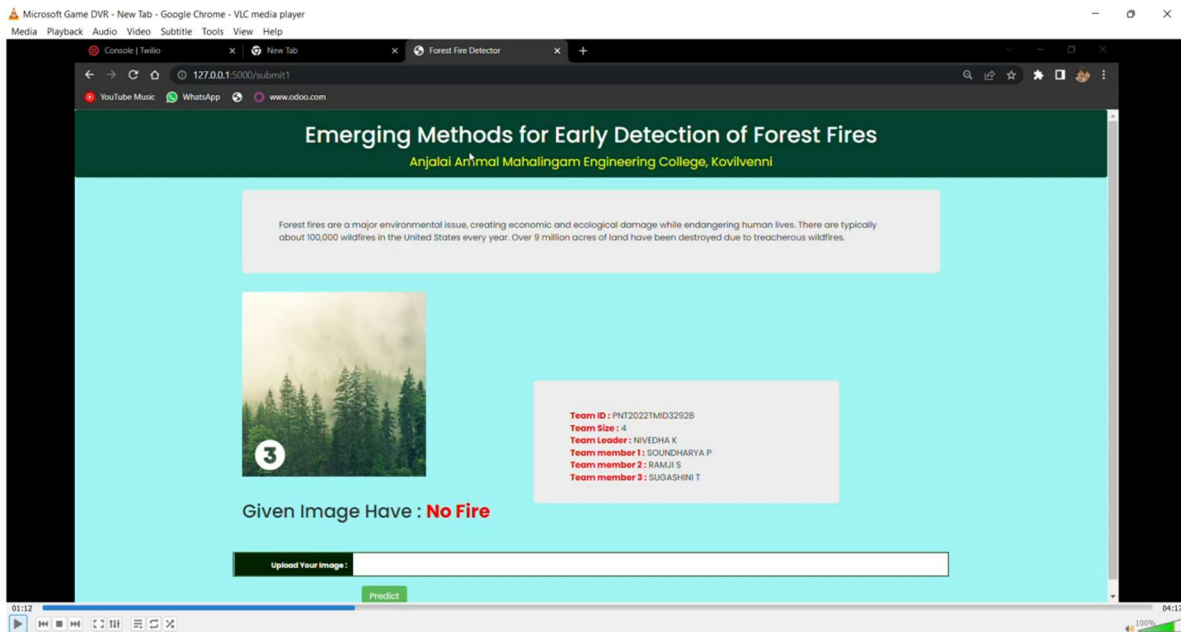 Microsoft Game DVR - New Tab - Google Chrome - VLC media player
Media Playback Audio Video Subtitle Tools View Help
Console | Twilio New Tab Forest Fire Detector
127.0.0.1:5000/submit1
YouTube Music WhatsApp www.odoo.com
Emerging Methods for Early Detection of Forest Fires
Anjalai Ammal Mahalingam Engineering College, Kovilvenni
Forest fires are a major environmental issue, creating economic and ecological damage while endangering human lives. There are typically
about 100,000 wildfires in the United States every year. Over 9 million acres of land have been destroyed due to treacherous wildfires.
3
Team ID : PNT2022TMID32928
Team Size : 4
Team Leader : NIVEDHA K
Team member 1 : SOUNDHARYA P
Team member 2 : RAMJI S
Team member 3 : SUGASHINI T
Given Image Have : No Fire
Upload Your Image :
Predict
01:12 04:17
100%